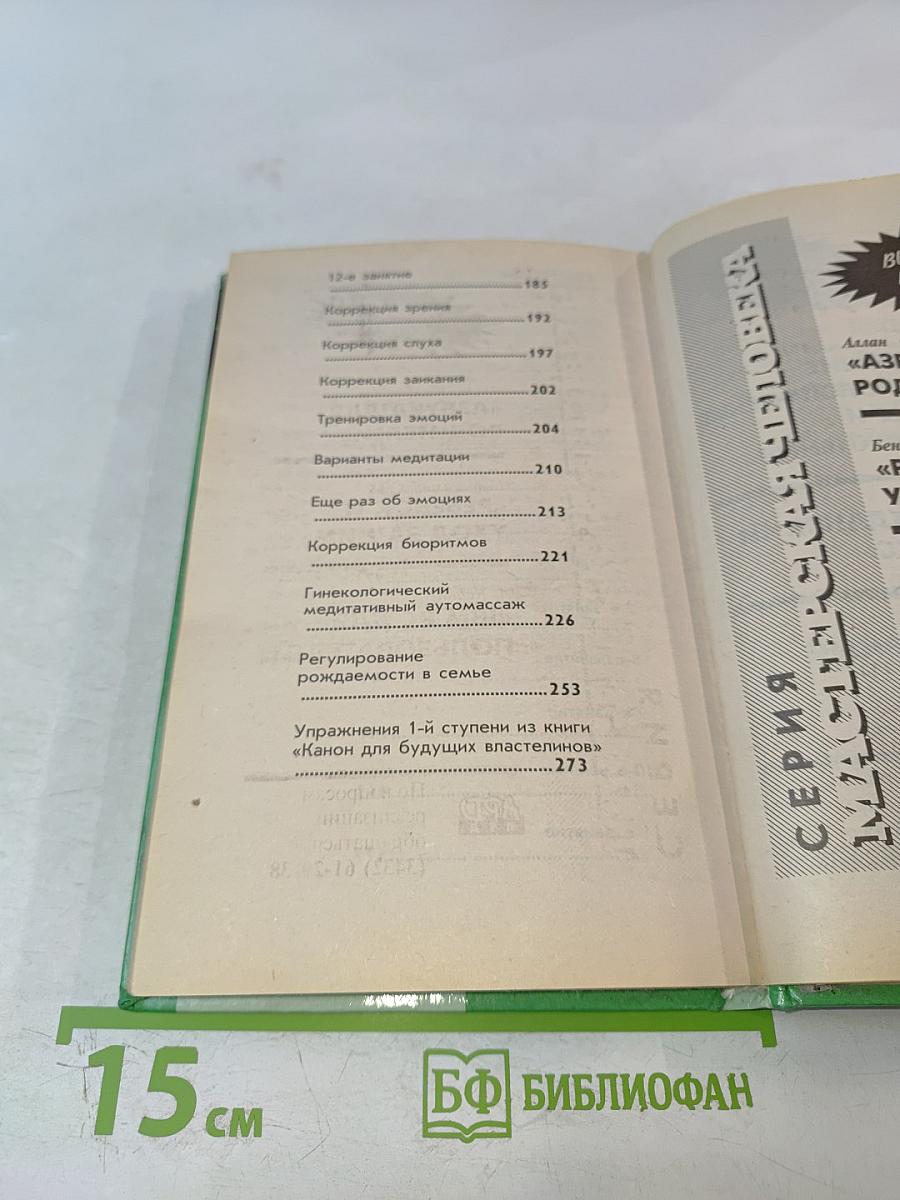 12-е занятие
185
Коррекция зрения
192
Коррекция слуха
197
Коррекция заикания
202
Тренировка эмоций
204
Варианты медитации
210
Еще раз об эмоциях
213
Коррекция биоритмов
221
Гинекологический
медитативный аутомассаж
226
Регулирование
рождаемости в семье
253
Упражнения 1-й ступени из книги
«Канон для будущих властелинов»
273
СЕРИЯ
МАСТЕРСКАЯ ЧЕЛОВЕКА
Аллан
15 см
БФ БИБЛИОФАН